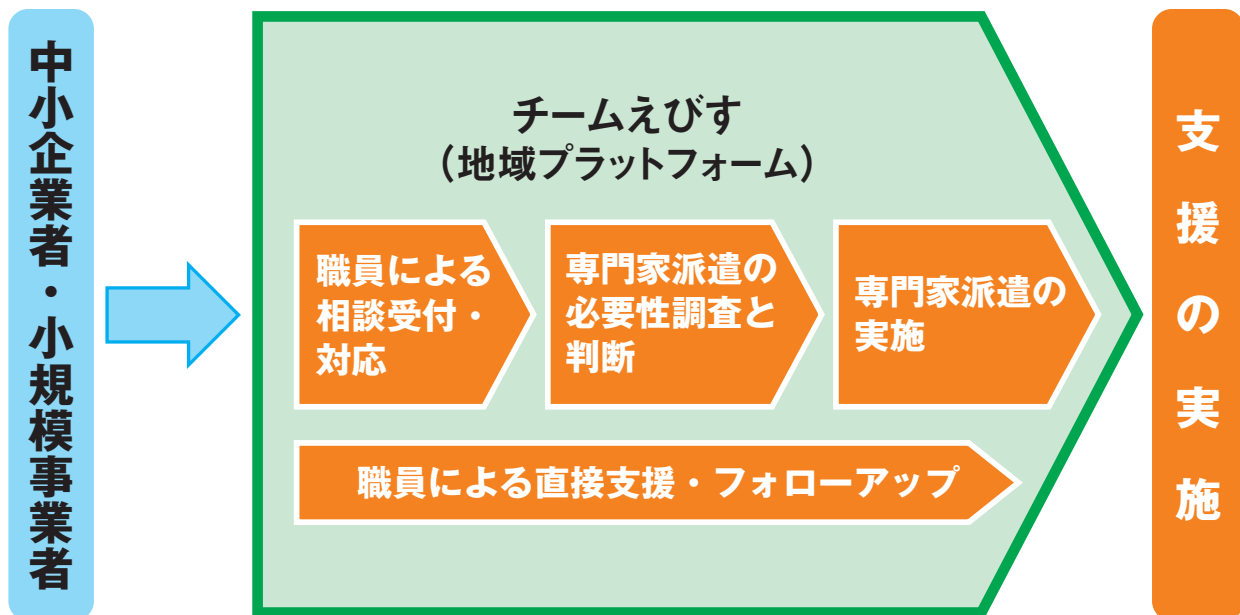 中小企業者・小規模事業者
チームえびす
（地域プラットフォーム）
職員による
相談受付・
対応
専門家派遣の
必要性調査と
判断
専門家派遣の
実施
職員による直接支援・フォローアップ
支援の実施